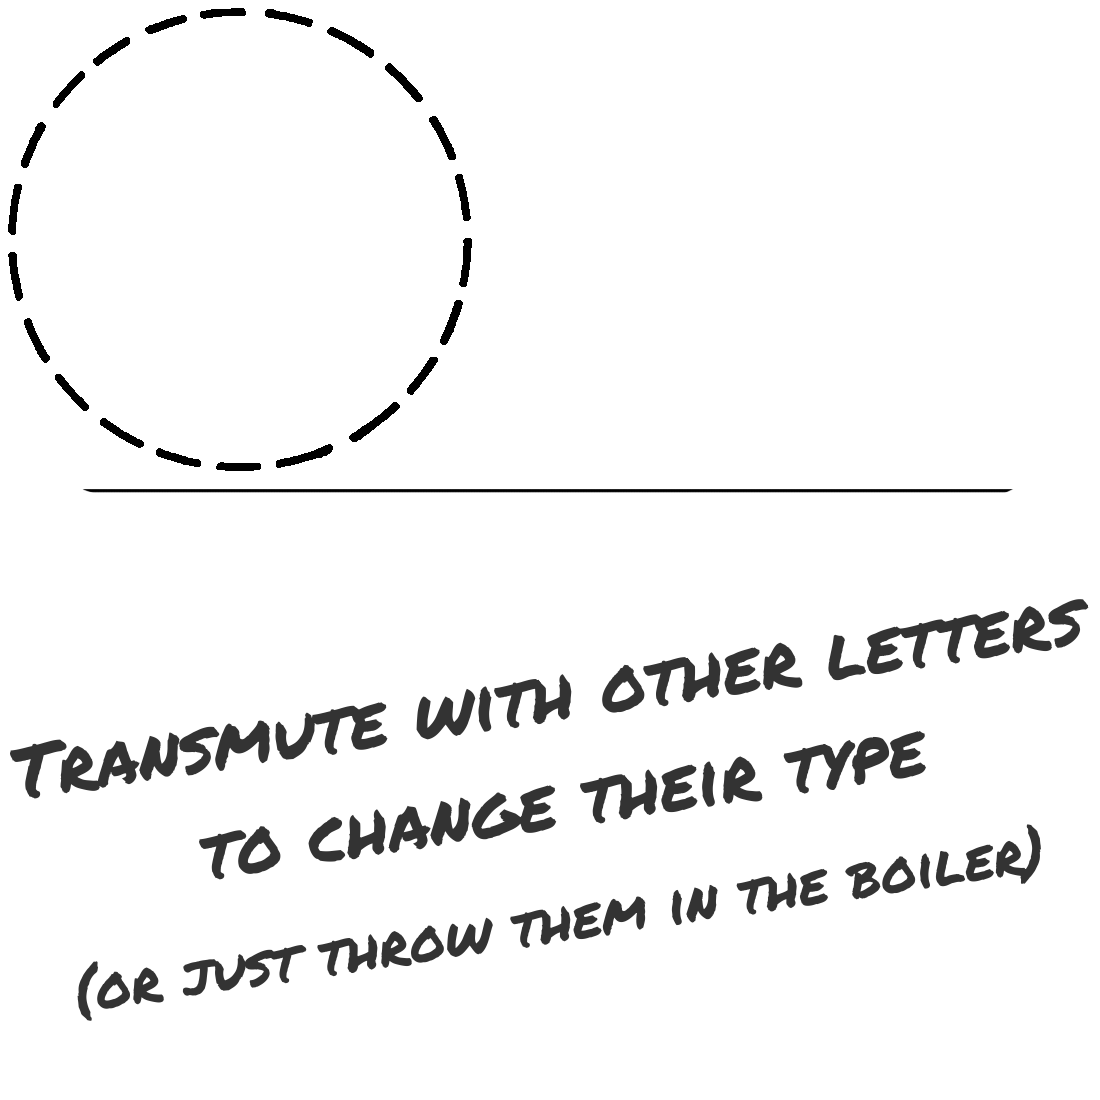 Transmute with other letters
to change their type
(or just throw them in the boiler)